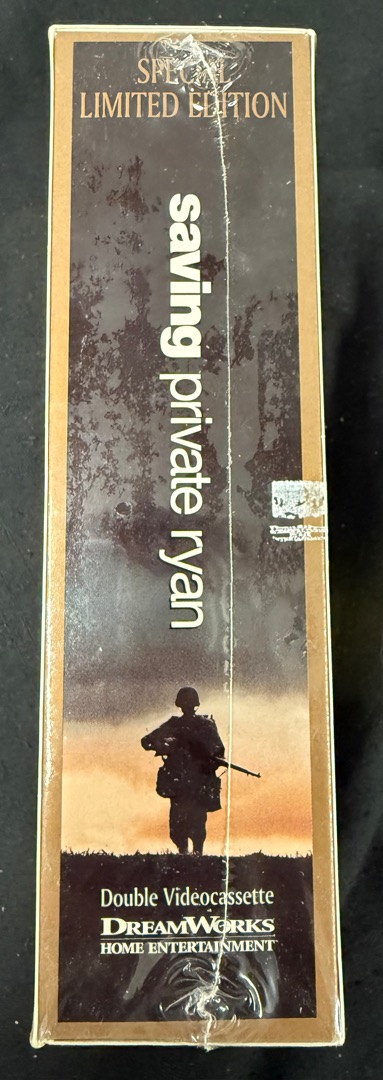 SPECIAL
LIMITED EDITION
saving private ryan
Double Videocassette
DREAMWORKS
HOME ENTERTAINMENT